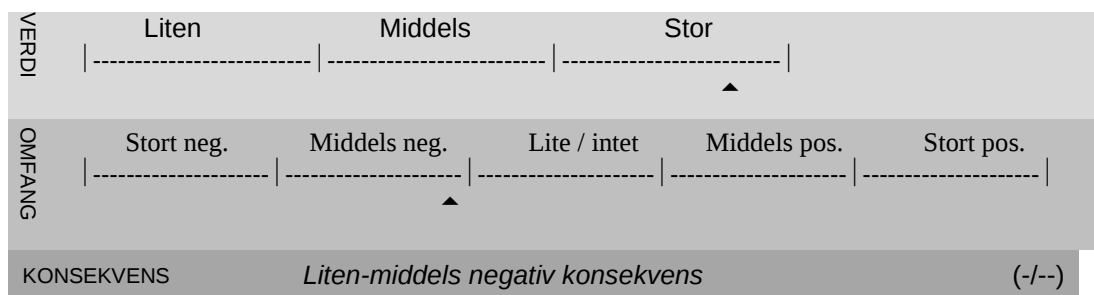 VERDI
Liten Middels Stor
|--------------------------|--------------------------|--------------------------|
OMFANG
Stort neg. Middels neg. Lite / intet Middels pos. Stort pos.
|---------------------|---------------------|---------------------|---------------------|---------------------|
KONSEKVENS Liten-middels negativ konsekvens (-/--)